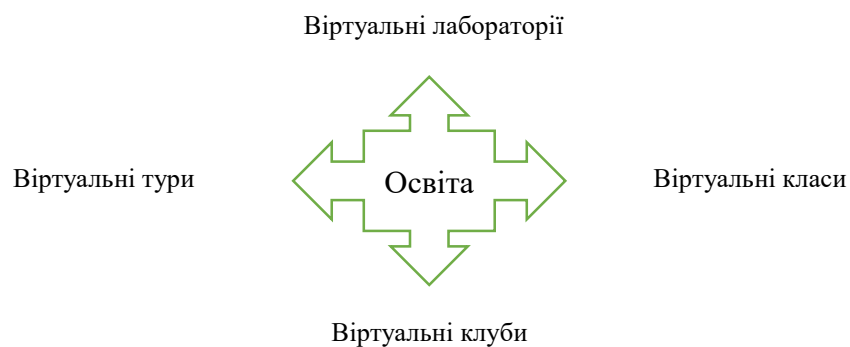 Віртуальні лабораторії
Віртуальні тури
Освіта
Віртуальні класи
Віртуальні клуби